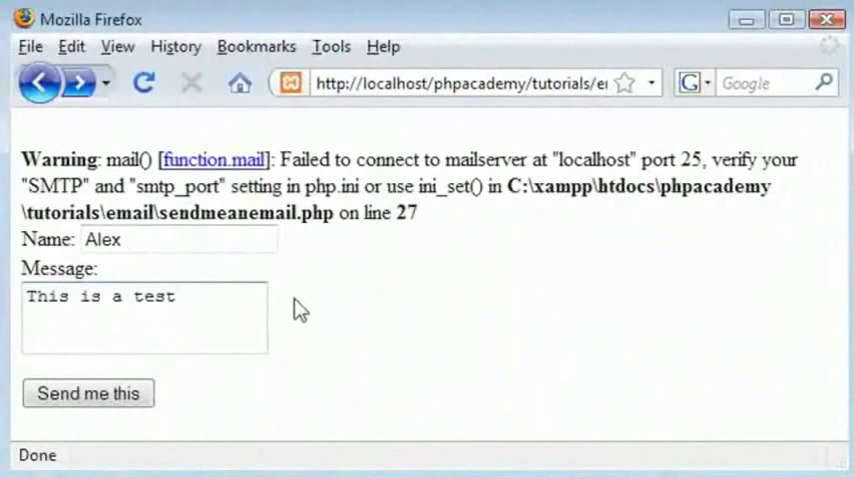 Mozilla Firefox
File Edit View History Bookmarks Tools Help
http://localhost/phpacademy/tutorials/e G Google
Warning: mail() [function.mail]: Failed to connect to mailserver at "localhost" port 25, verify your
"SMTP" and "smtp_port" setting in php.ini or use ini_set() in C:\xampp\htdocs\phpacademy
\tutorials\email\sendmeanemail.php on line 27
Name: Alex
Message:
This is a test
Send me this
Done